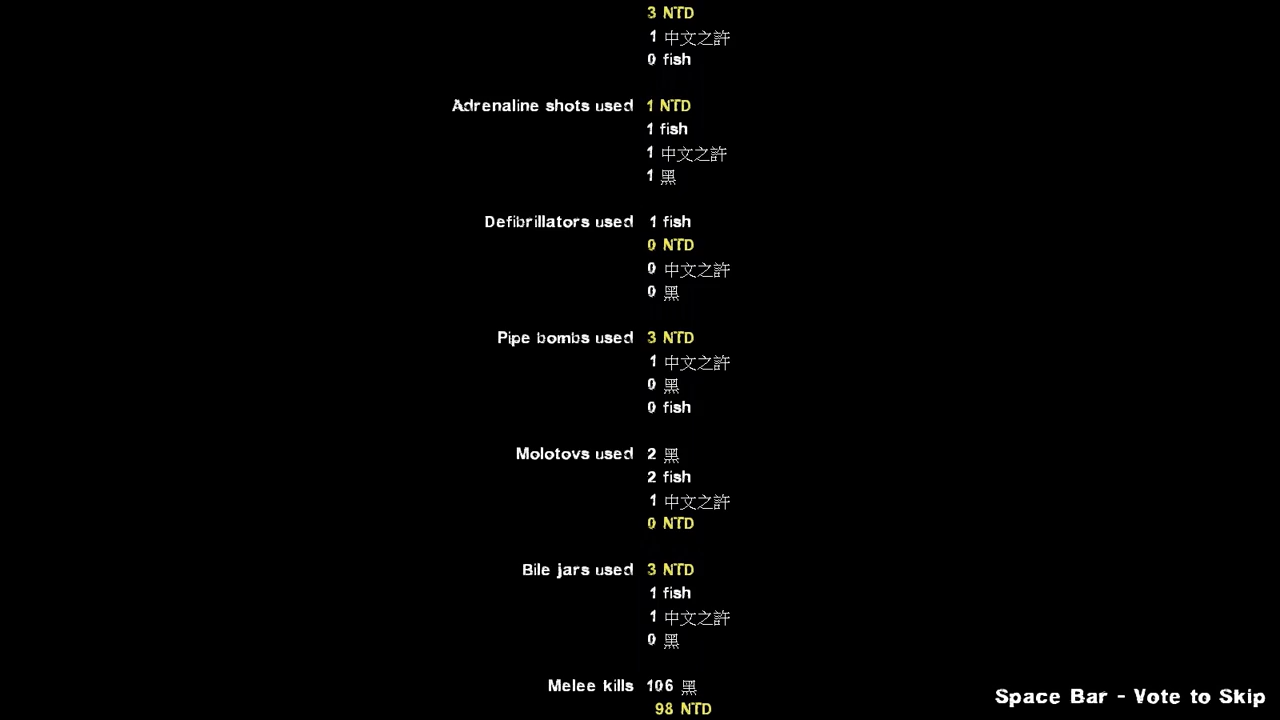 3 NTD
1 中文之許
0 fish
Adrenaline shots used 1 NTD
1 fish
1 中文之許
1 黑
Defibrillators used 1 fish
0 NTD
0 中文之許
0 黑
Pipe bombs used 3 NTD
1 中文之許
0 黑
0 fish
Molotovs used 2 黑
2 fish
1 中文之許
0 NTD
Bile jars used 3 NTD
1 fish
1 中文之許
0 黑
Melee kills 106 黑
98 NTD
Space Bar - Vote to Skip